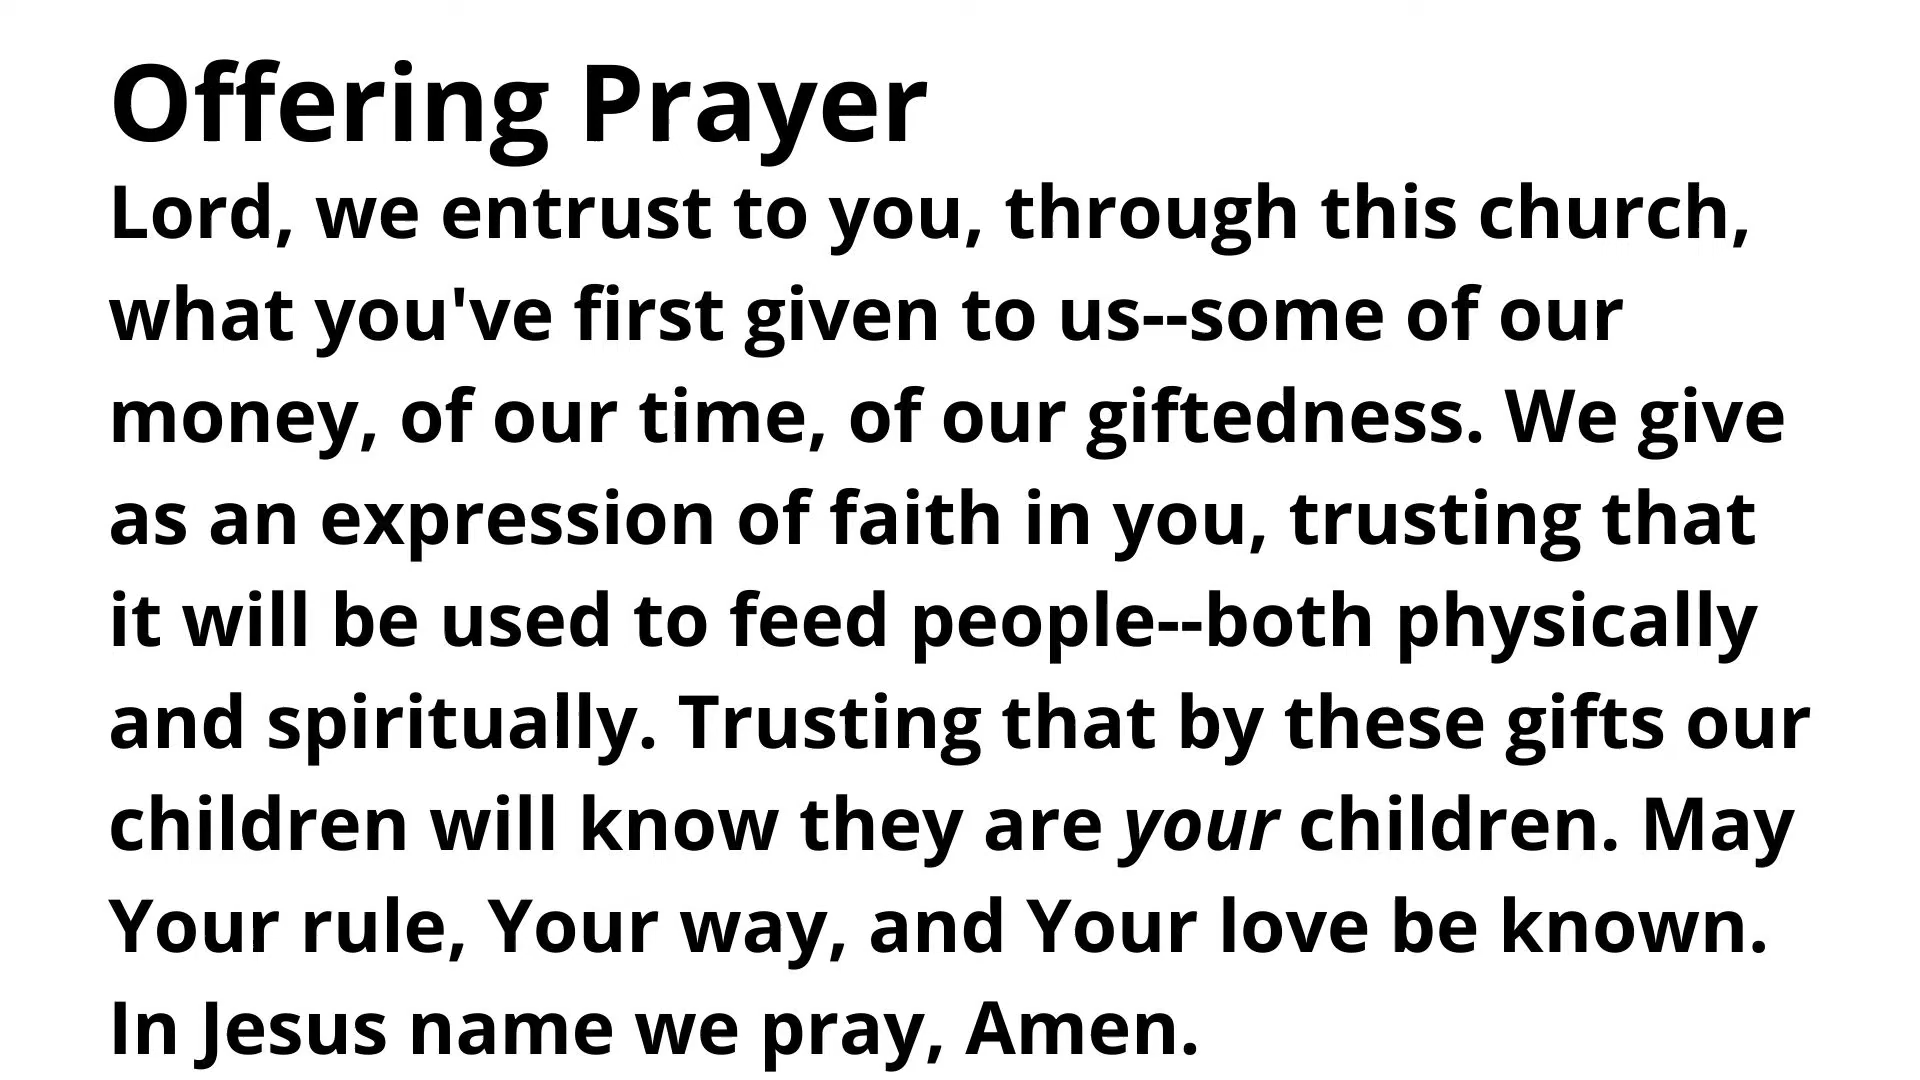 Offering Prayer
Lord, we entrust to you, through this church,
what you've first given to us--some of our
money, of our time, of our giftedness. We give
as an expression of faith in you, trusting that
it will be used to feed people--both physically
and spiritually. Trusting that by these gifts our
children will know they are your children. May
Your rule, Your way, and Your love be known.
In Jesus name we pray, Amen.